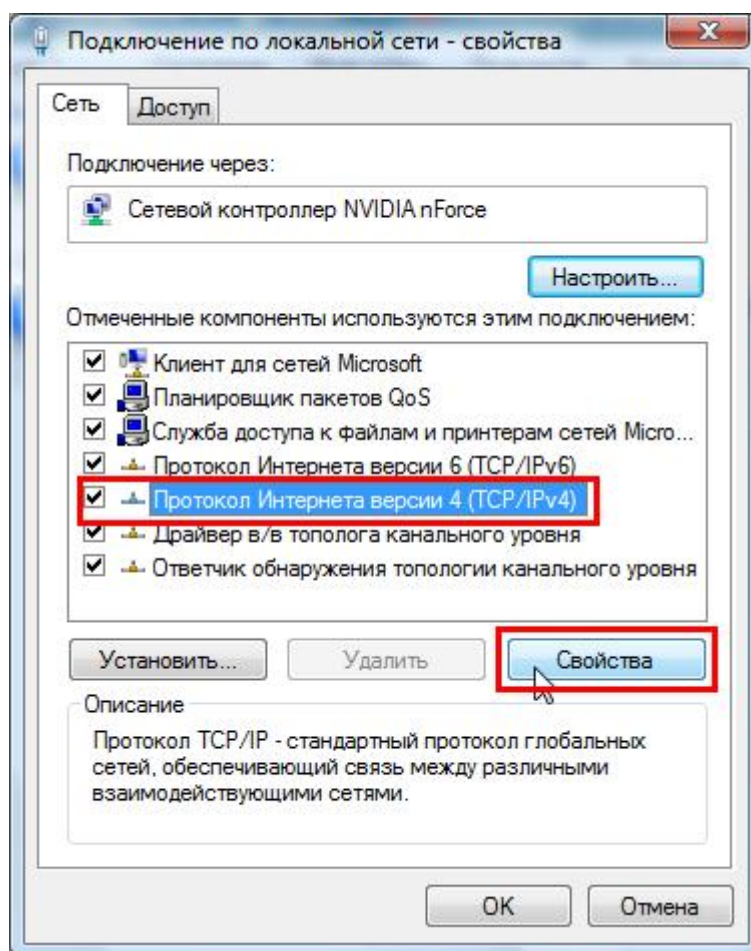 Подключение по локальной сети - свойства
Сеть
Доступ
Подключение через:
Сетевой контроллер NVIDIA nForce
Настроить...
Отмеченные компоненты используются этим подключением:
Клиент для сетей Microsoft
Планировщик пакетов QoS
Служба доступа к файлам и принтерам сетей Micro...
Протокол Интернета версии 6 (TCP/IPv6)
Протокол Интернета версии 4 (TCP/IPv4)
Драйвер в/в тополога канального уровня
Ответчик обнаружения топологии канального уровня
Установить...
Удалить
Свойства
Описание
Протокол TCP/IP - стандартный протокол глобальных
сетей, обеспечивающий связь между различными
взаимодействующими сетями.
OK
Отмена